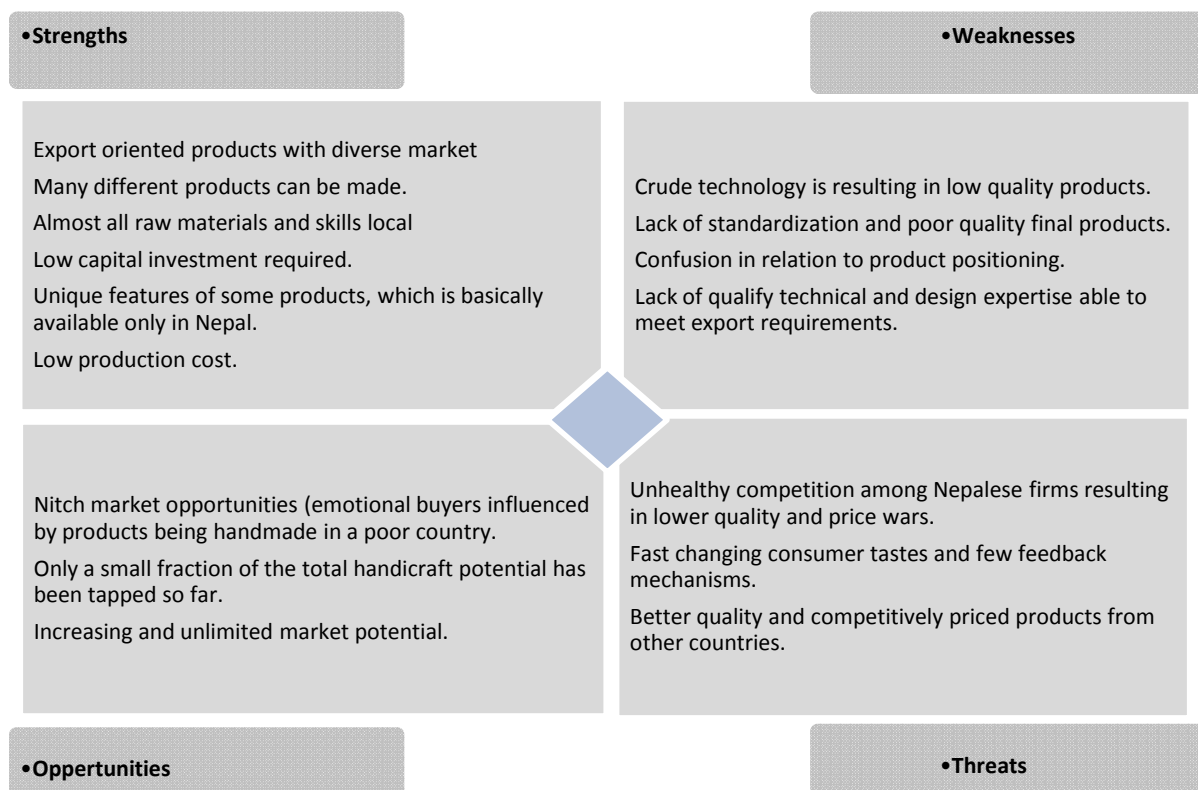 •Strengths
•Weaknesses
Export oriented products with diverse market
Many different products can be made.
Almost all raw materials and skills local
Low capital investment required.
Unique features of some products, which is basically
available only in Nepal.
Low production cost.
Crude technology is resulting in low quality products.
Lack of standardization and poor quality final products.
Confusion in relation to product positioning.
Lack of qualify technical and design expertise able to
meet export requirements.
Nitch market opportunities (emotional buyers influenced
by products being handmade in a poor country.
Only a small fraction of the total handicraft potential has
been tapped so far.
Increasing and unlimited market potential.
Unhealthy competition among Nepalese firms resulting
in lower quality and price wars.
Fast changing consumer tastes and few feedback
mechanisms.
Better quality and competitively priced products from
other countries.
•Oppertunities
•Threats